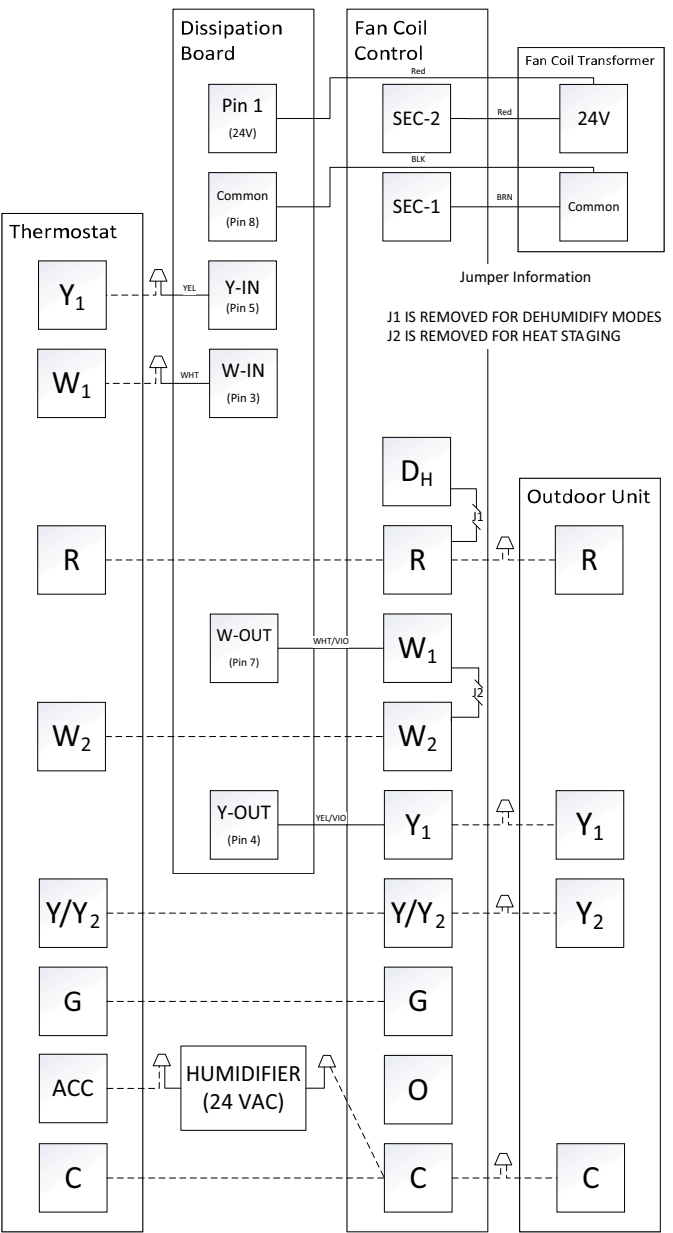 Dissipation
Board
Fan Coil
Control
Fan Coil Transformer
Red
Pin 1
(24V)
SEC-2
Red
24V
BLK
Common
(Pin 8)
SEC-1
BRN
Common
Thermostat
Jumper Information
Y1
YEL
Y-IN
(Pin 5)
J1 IS REMOVED FOR DEHUMIDIFY MODES
J2 IS REMOVED FOR HEAT STAGING
W1
WHT
W-IN
(Pin 3)
DH
Outdoor Unit
J1
R
R
R
W-OUT
(Pin 7)
WHT/VIO
W1
J2
W2
W2
Y-OUT
(Pin 4)
YEL/VIO
Y1
Y1
Y/Y2
Y/Y2
Y2
G
G
ACC
HUMIDIFIER
(24 VAC)
O
C
C
C